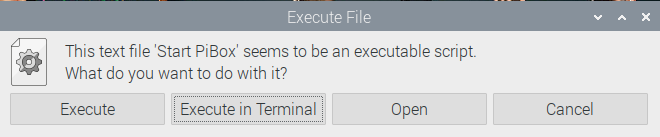 Execute File
This text file 'Start PiBox' seems to be an executable script.
What do you want to do with it?
Execute
Execute in Terminal
Open
Cancel